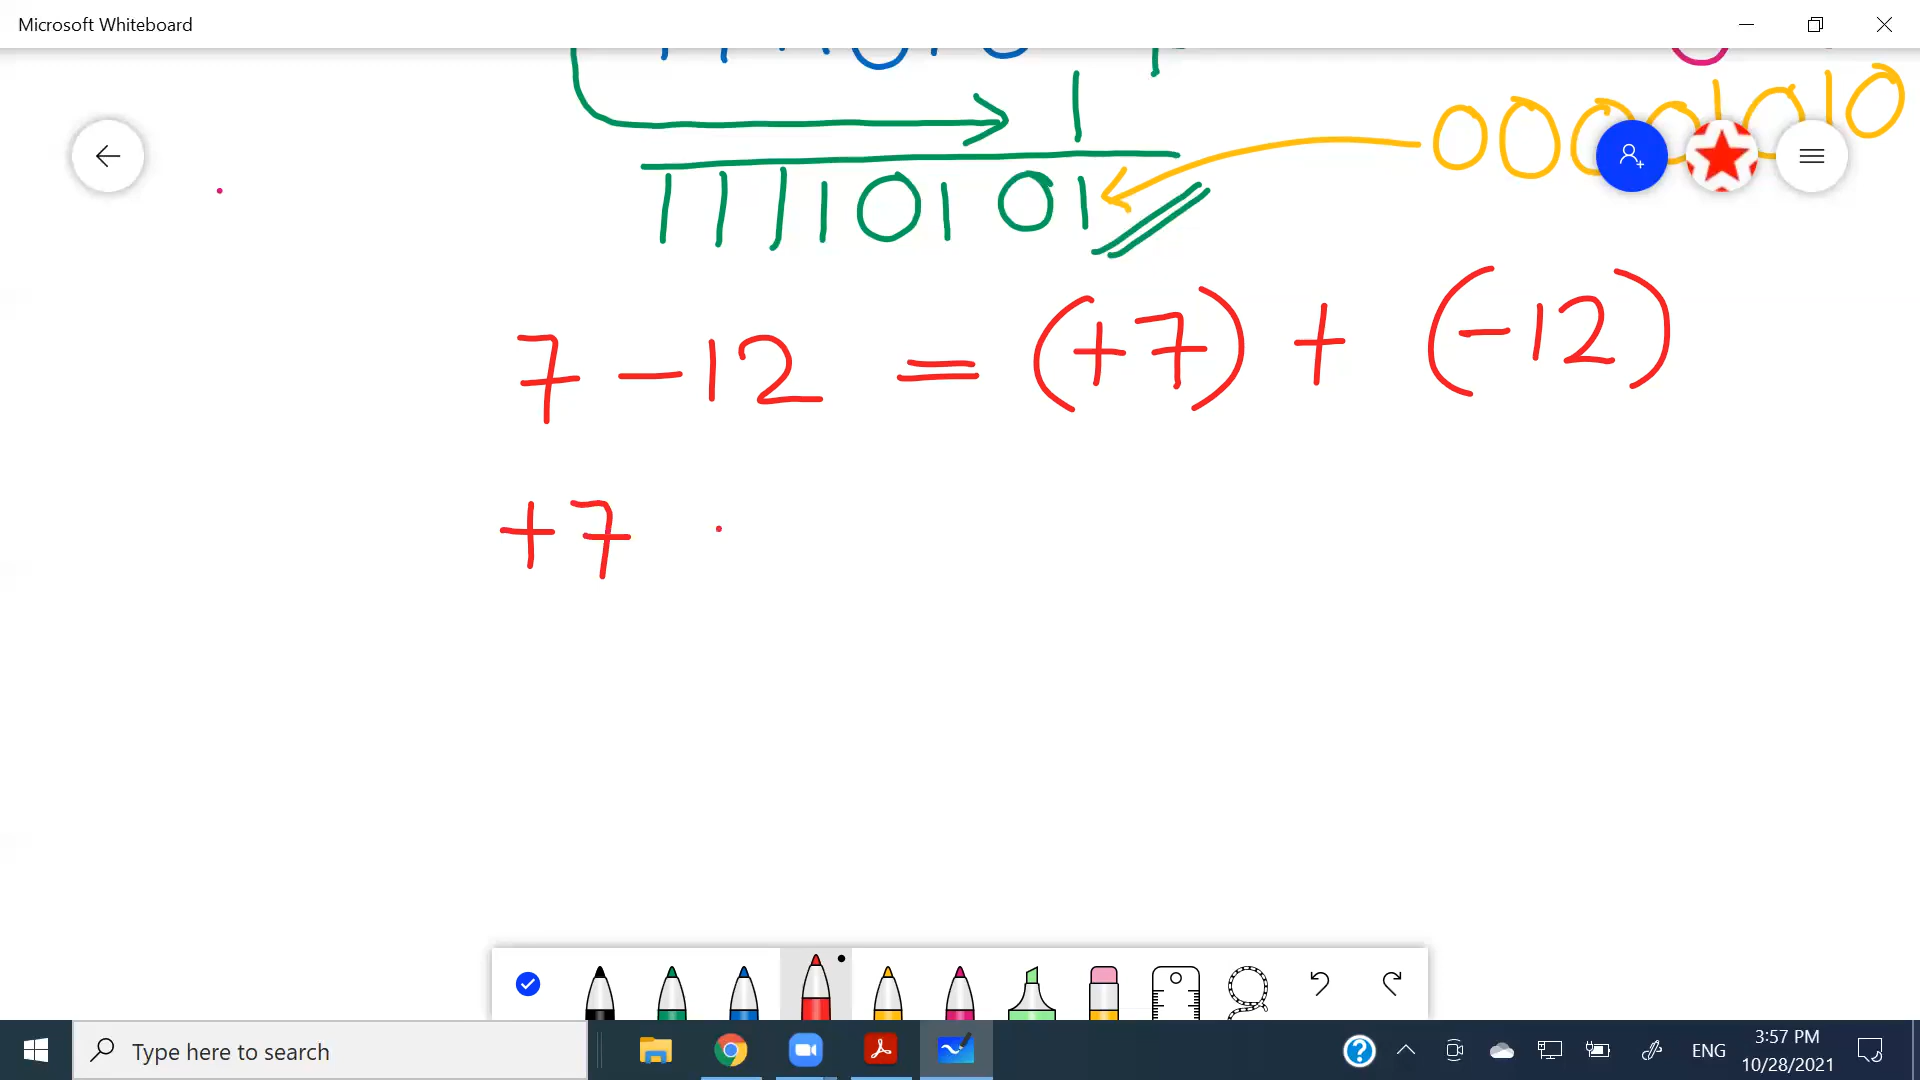 Microsoft Whiteboard
1
00001010
11110101
7 - 12 = (+7) + (-12)
+7
Type here to search
ENG
3:57 PM
10/28/2021